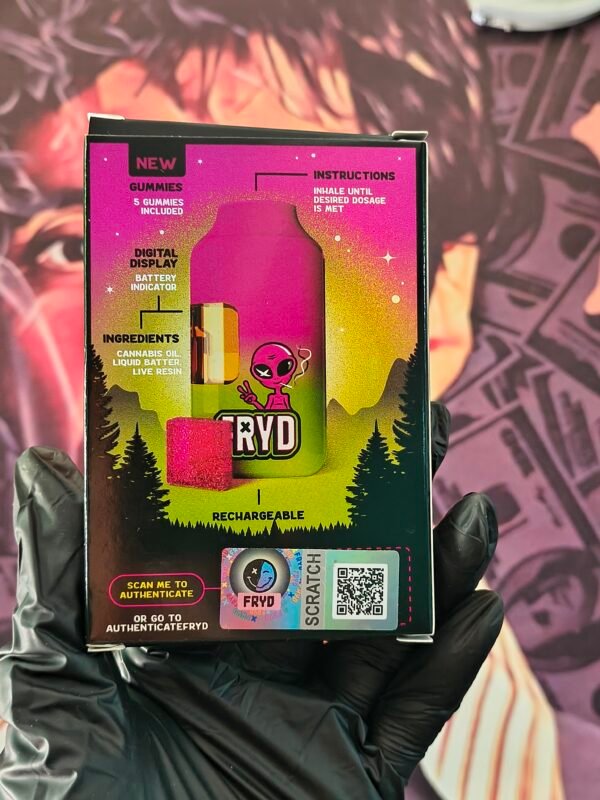 NEW
GUMMIES
5 GUMMIES
INCLUDED
INSTRUCTIONS
INHALE UNTIL
DESIRED DOSAGE
IS MET
DIGITAL
DISPLAY
BATTERY
INDICATOR
INGREDIENTS
CANNABIS OIL,
LIQUID BATTER,
LIVE RESIN
FRYD
RECHARGEABLE
SCAN ME TO
AUTHENTICATE
OR GO TO
AUTHENTICATEFRYD
FRYD
SCRATCH